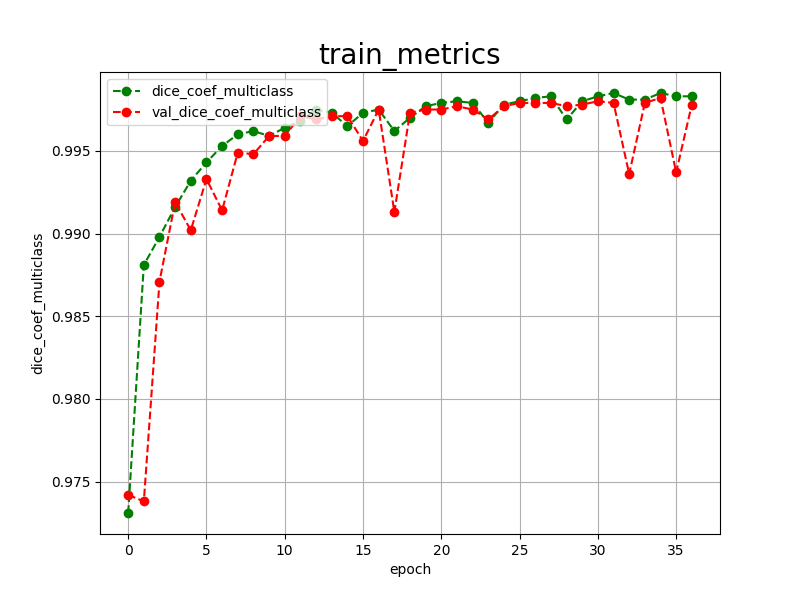 train_metrics
dice_coef_multiclass
val_dice_coef_multiclass
0.995
0.990
0.985
0.980
0.975
dice_coef_multiclass
0 5 10 15 20 25 30 35
epoch